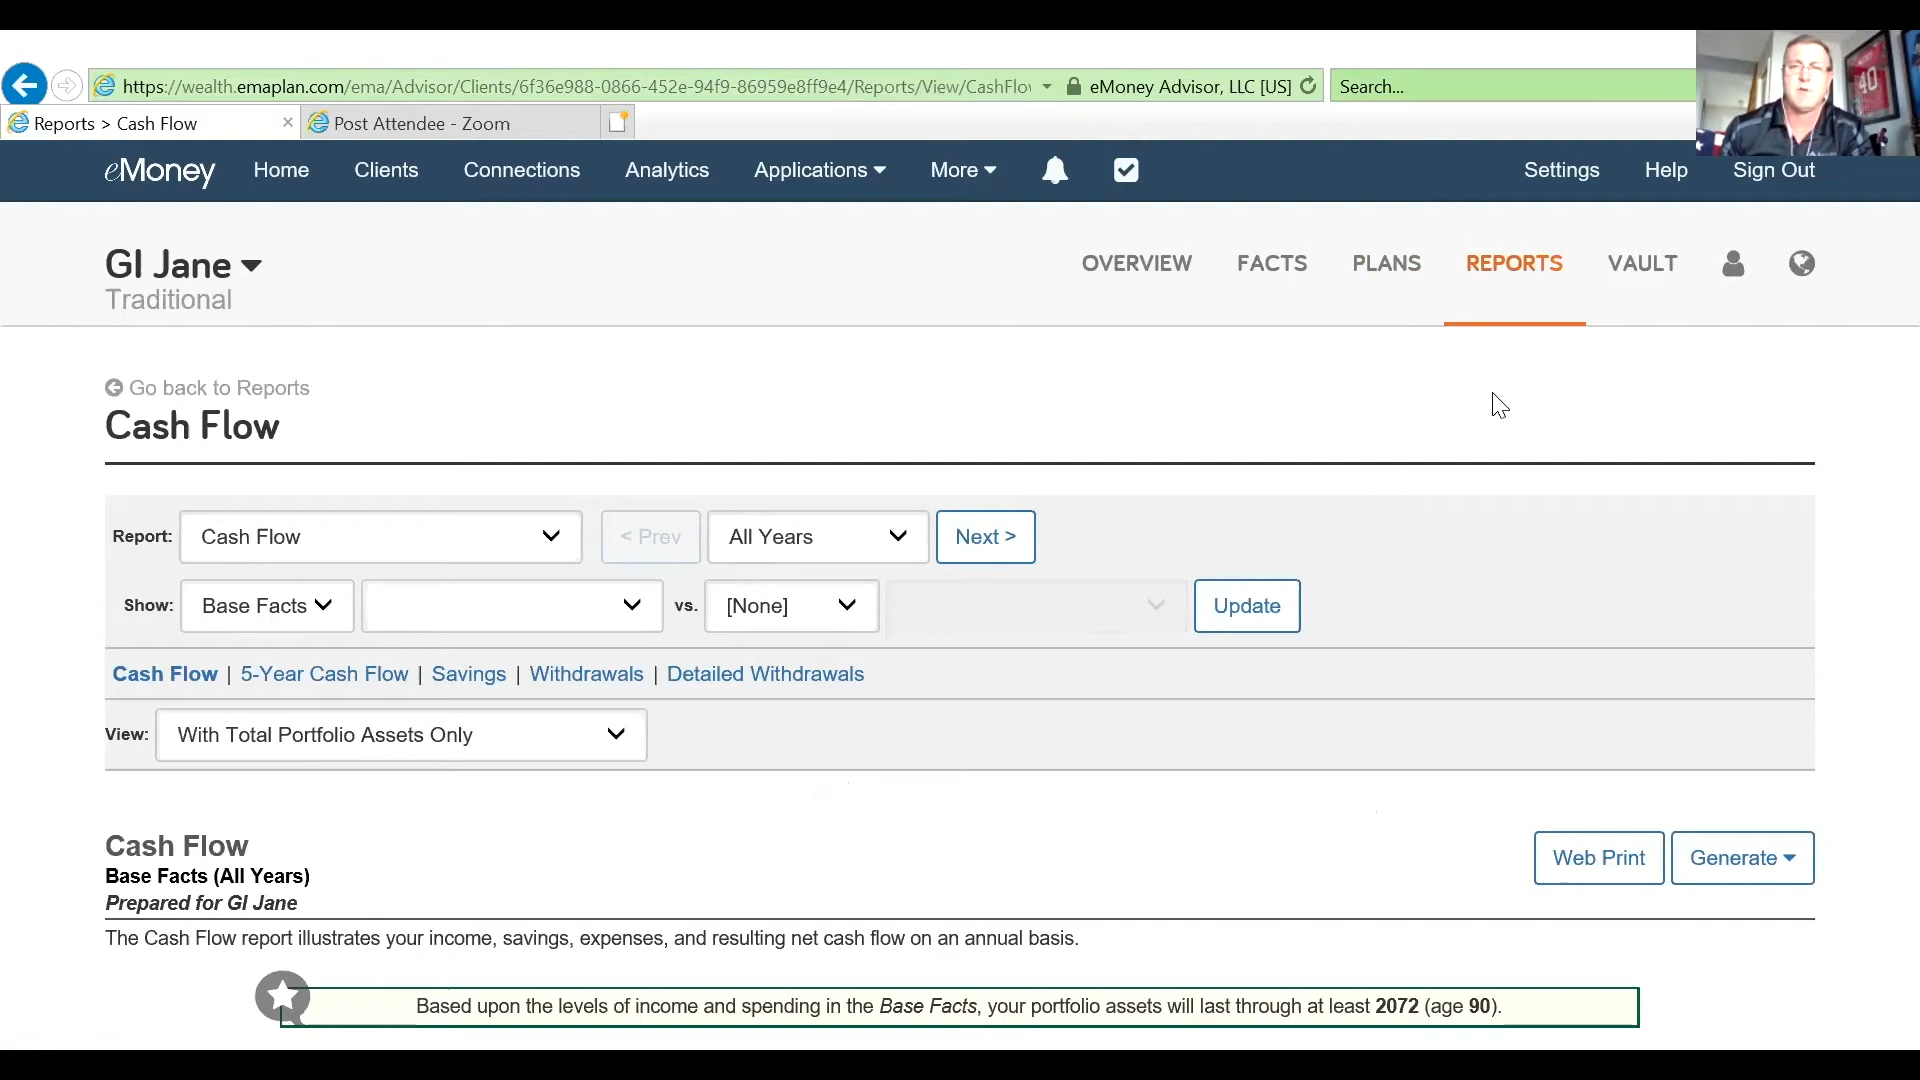 https://wealth.emaplan.com/ema/Advisor/Clients/6f36e988-0866-452e-94f9-86959e8ff9e4/Reports/View/CashFlo
eMoney Advisor, LLC [US]
Search...
Reports > Cash Flow
Post Attendee - Zoom
eMoney
Home
Clients
Connections
Analytics
Applications
More
Settings
Help
Sign Out
GI Jane
Traditional
OVERVIEW
FACTS
PLANS
REPORTS
VAULT
40
Go back to Reports
Cash Flow
Report:
Cash Flow
< Prev
All Years
Next >
Show:
Base Facts
vs.
[None]
Update
Cash Flow | 5-Year Cash Flow | Savings | Withdrawals | Detailed Withdrawals
View:
With Total Portfolio Assets Only
Cash Flow
Base Facts (All Years)
Prepared for GI Jane
Web Print
Generate
The Cash Flow report illustrates your income, savings, expenses, and resulting net cash flow on an annual basis.
Based upon the levels of income and spending in the Base Facts, your portfolio assets will last through at least 2072 (age 90).